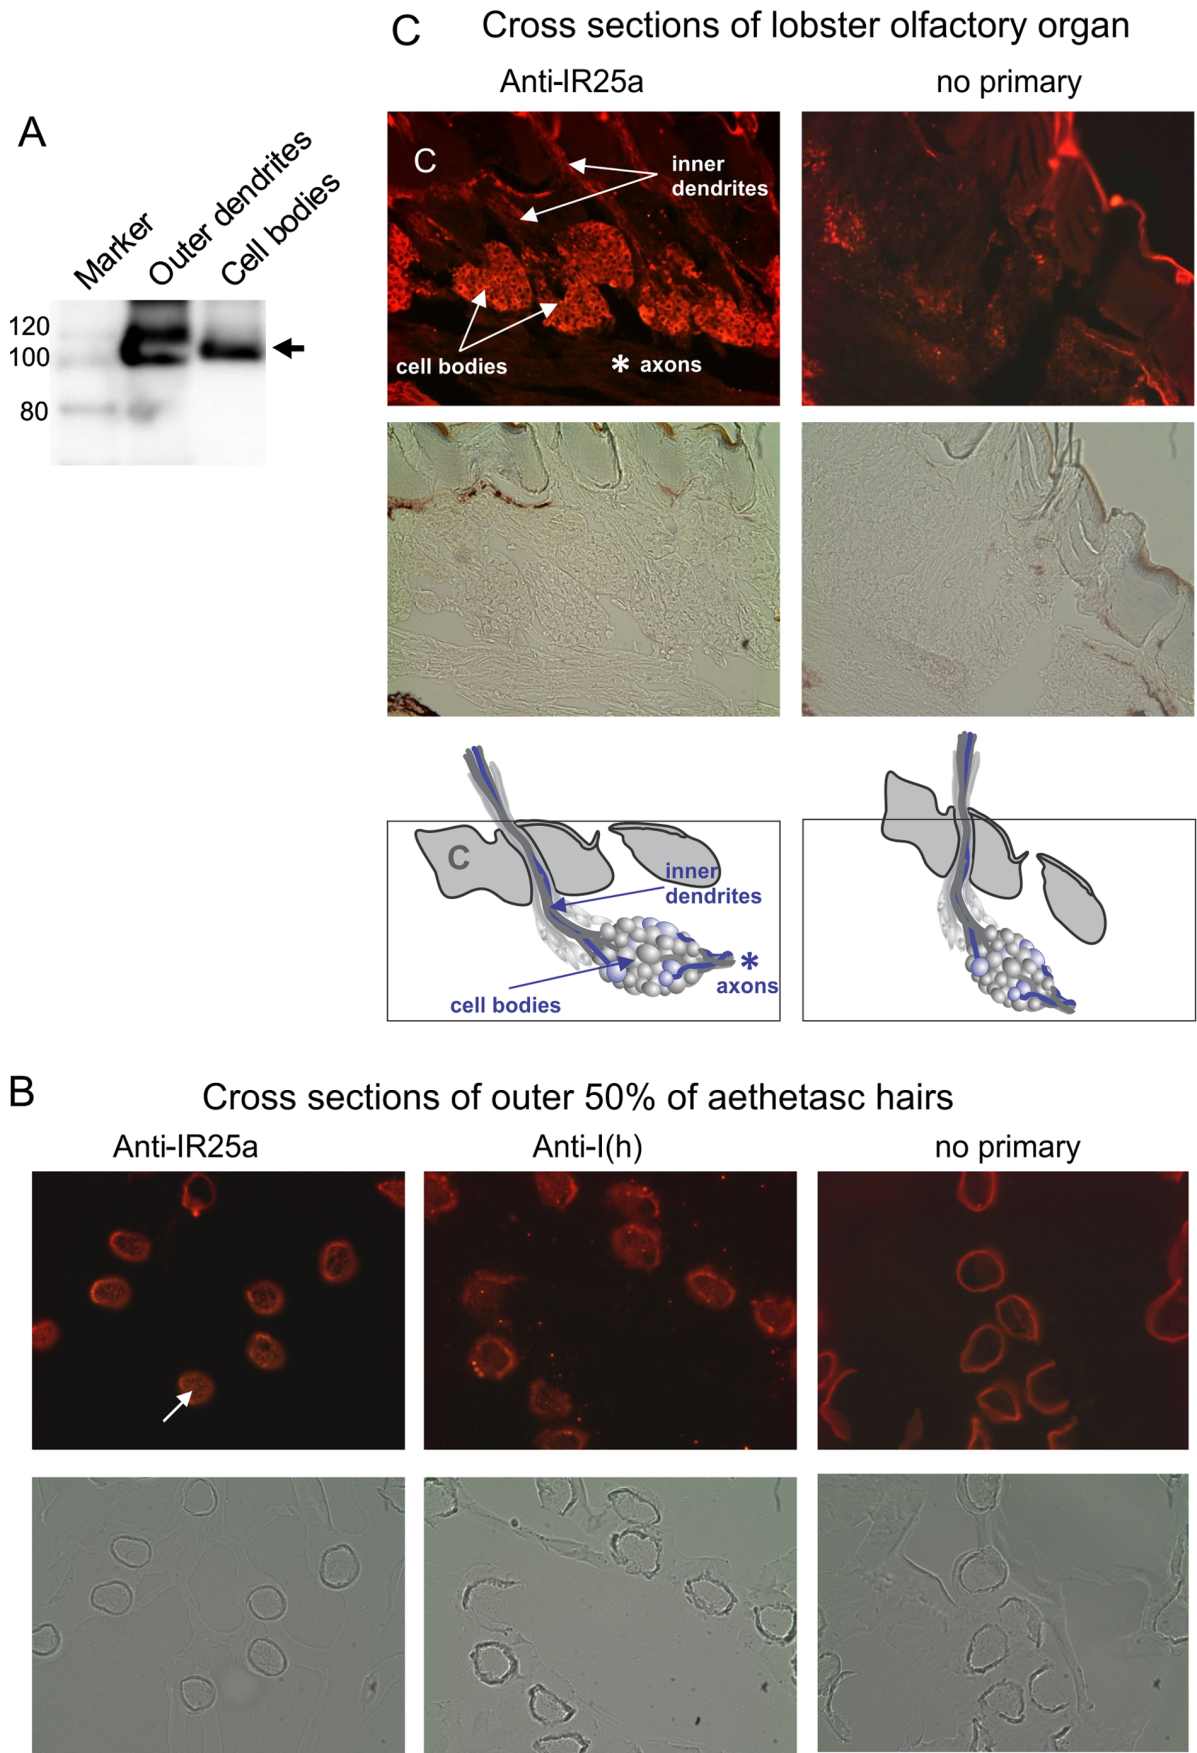 C Cross sections of lobster olfactory organ
Anti-IR25a no primary
A
Marker
Outer dendrites
Cell bodies
120
100
80
C
inner
dendrites
cell bodies
* axons
C
inner
dendrites
cell bodies
*
axons
B Cross sections of outer 50% of aethetasc hairs
Anti-IR25a Anti-I(h) no primary